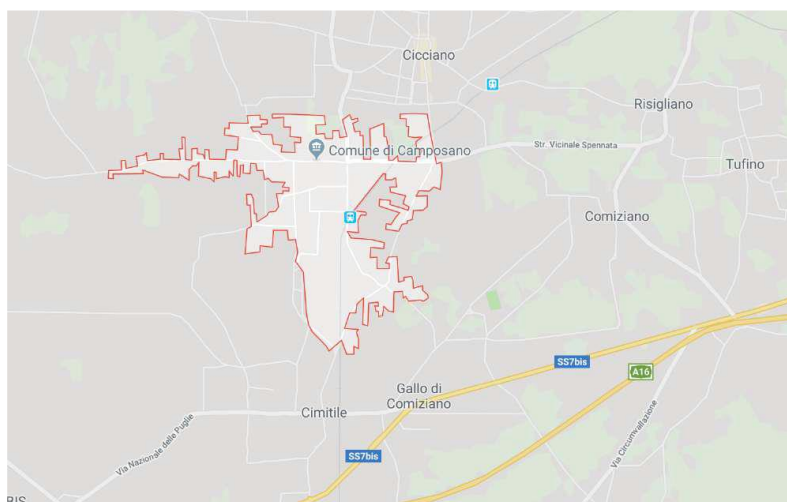 Cicciano
Risigliano
Comune di Camposano
Str. Vicinale Spennata
Tufino
Comiziano
SS7bis
A16
Gallo di
Comiziano
Cimitile
Via Nazionale delle Puglie
Via Circumvallazione
SS7bis
BIS